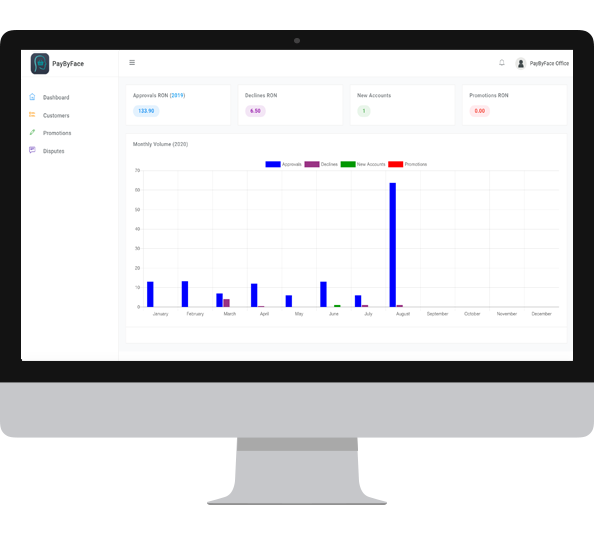 PayByFace
PayByFace Office
Dashboard
Customers
Promotions
Disputes
Approvals RON (2019)
133.90
Declines RON
6.50
New Accounts
1
Promotions RON
0.00
Monthly Volume (2020)
Approvals Declines New Accounts Promotions
70
60
50
40
30
20
10
0
January February March April May June July August September October November December